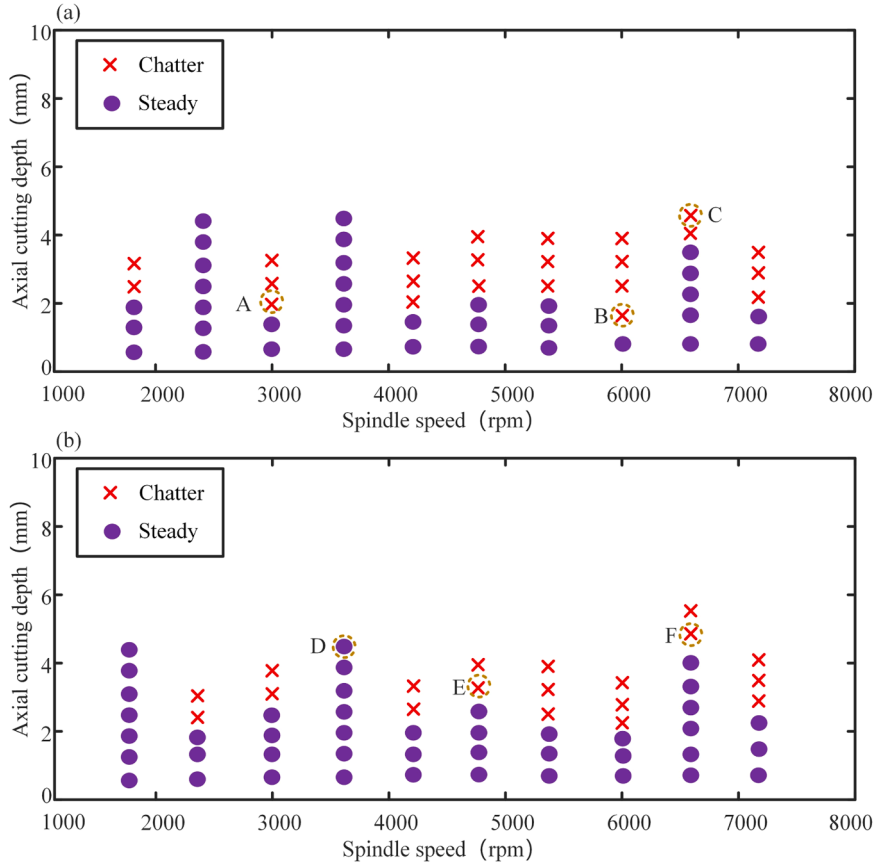 (a)
10
Chatter
Steady
8
6
4
2
0
C
A
B
1000 2000 3000 4000 5000 6000 7000 8000
Axial cutting depth (mm)
Spindle speed (rpm)
(b)
10
Chatter
Steady
8
6
4
2
0
D
F
E
1000 2000 3000 4000 5000 6000 7000 8000
Axial cutting depth (mm)
Spindle speed (rpm)